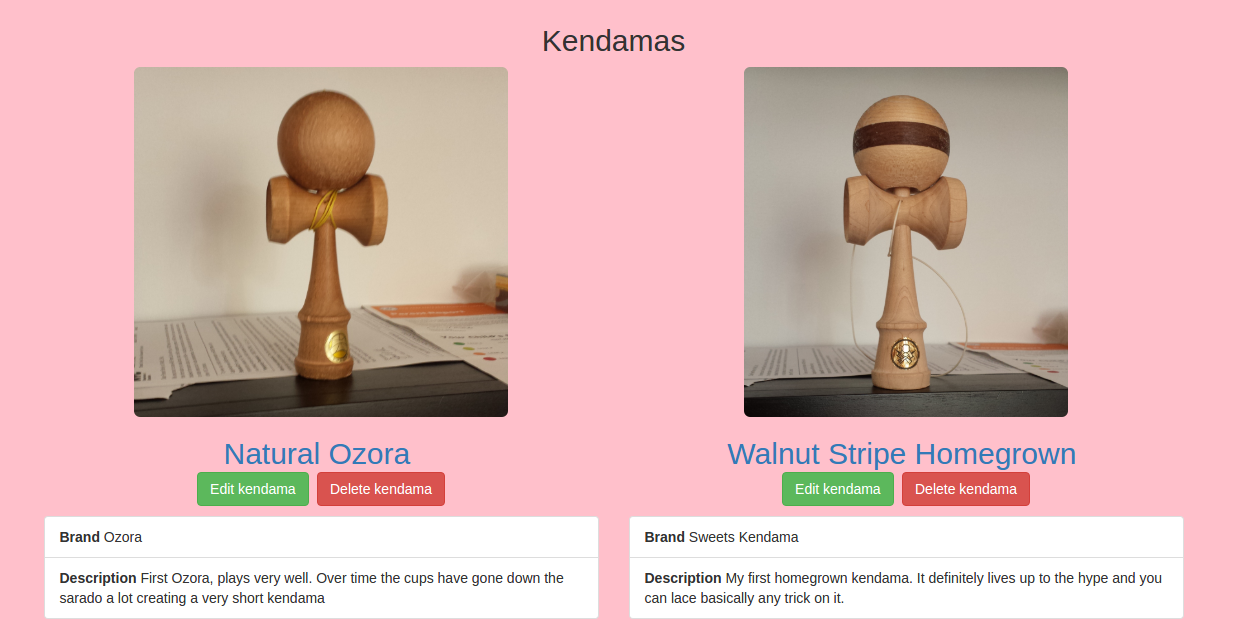 Kendamas
Natural Ozora
Edit kendama
Delete kendama
Brand Ozora
Description First Ozora, plays very well. Over time the cups have gone down the
sarado a lot creating a very short kendama
Walnut Stripe Homegrown
Edit kendama
Delete kendama
Brand Sweets Kendama
Description My first homegrown kendama. It definitely lives up to the hype and you
can lace basically any trick on it.